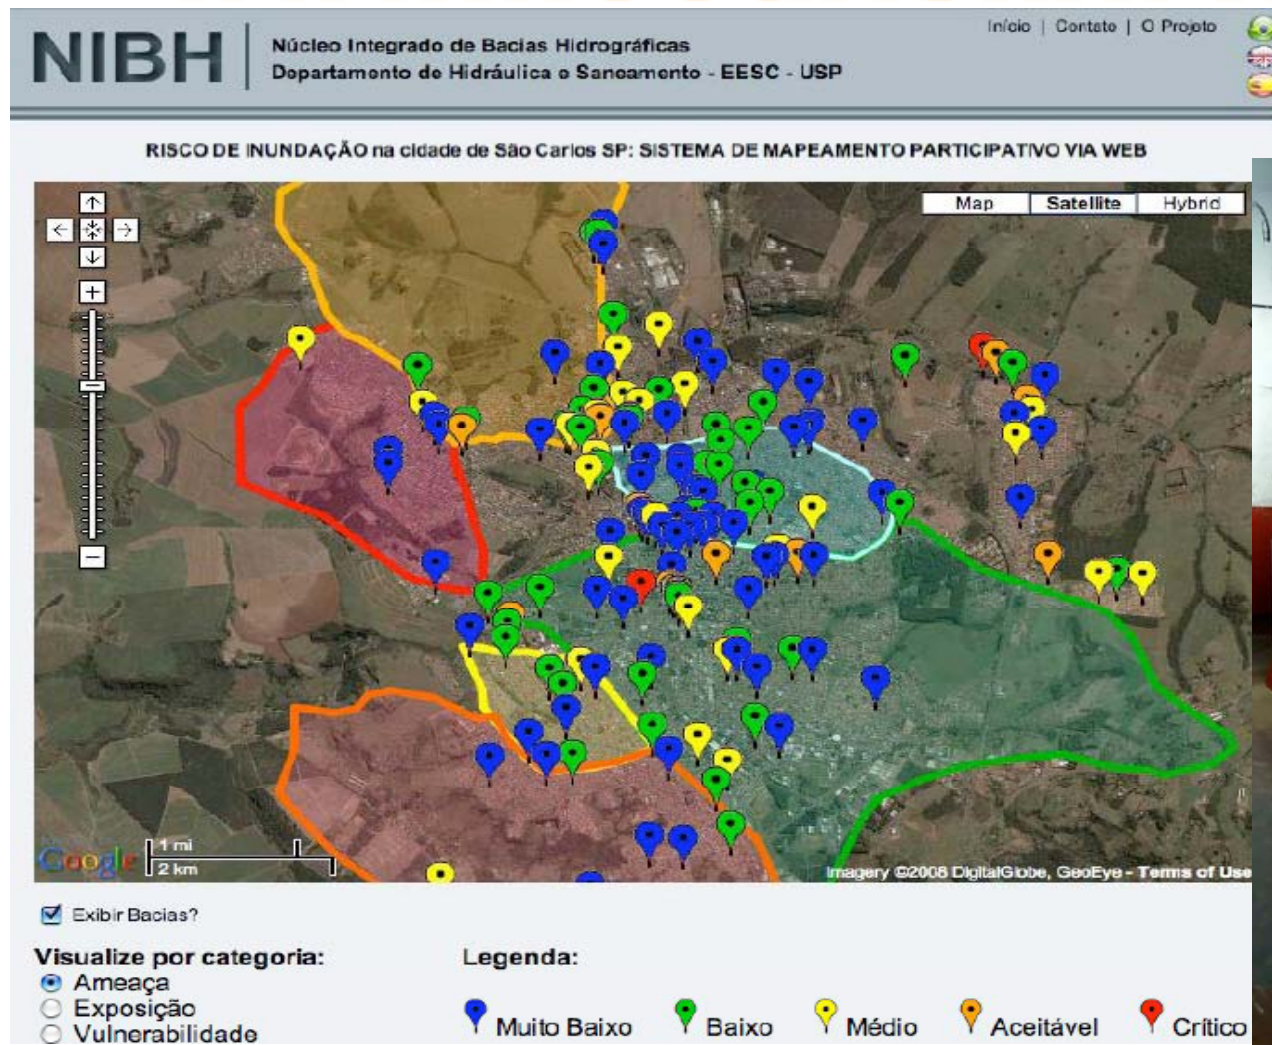 NIBH
Núcleo Integrado de Bacias Hidrográficas
Departamento de Hidráulica e Saneamento - EESC - USP
Início | Contato | O Projeto
RISCO DE INUNDAÇÃO na cidade de São Carlos SP: SISTEMA DE MAPEAMENTO PARTICIPATIVO VIA WEB
Map Satellite Hybrid
Google
1 mi
2 km
Imagery ©2008 DigitalGlobe, GeoEye - Terms of Use
Exibir Bacias?
Visualize por categoria:
Ameaça
Exposição
Vulnerabilidade
Legenda:
Muito Baixo Baixo Médio Aceitável Crítico